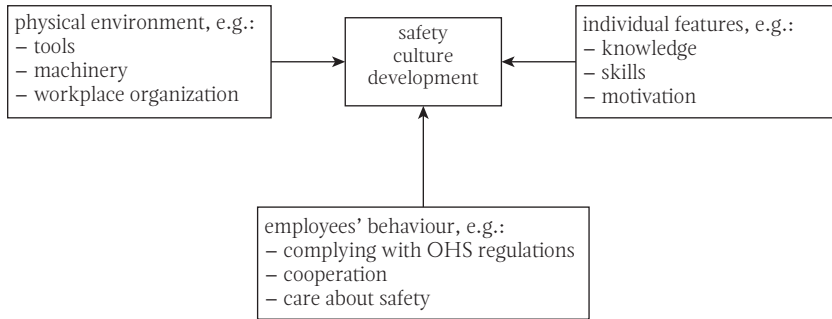 physical environment, e.g.:
– tools
– machinery
– workplace organization
safety
culture
development
individual features, e.g.:
– knowledge
– skills
– motivation
employees’ behaviour, e.g.:
– complying with OHS regulations
– cooperation
– care about safety